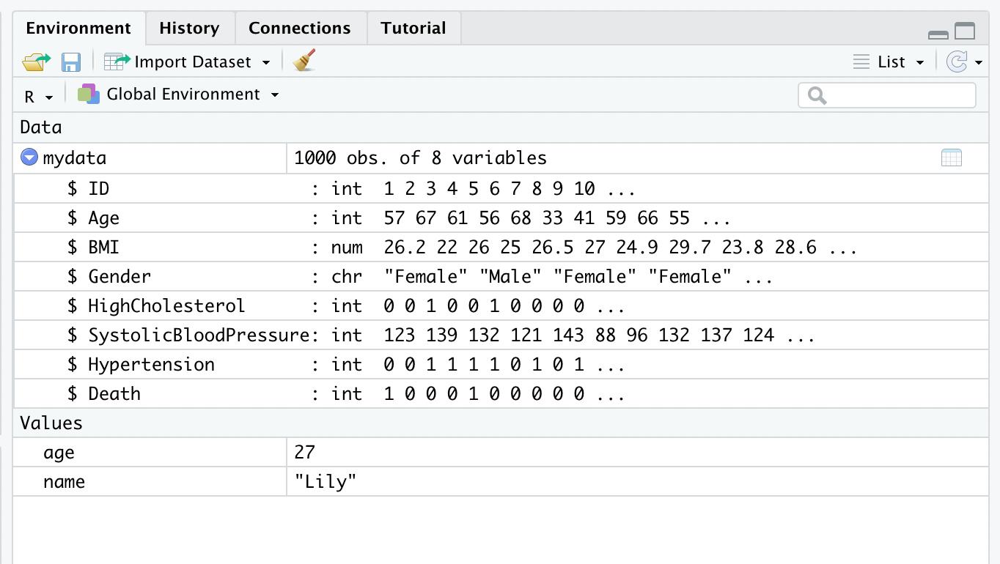 Environment History Connections Tutorial
Import Dataset List
R Global Environment
Data
mydata 1000 obs. of 8 variables
$ ID : int 1 2 3 4 5 6 7 8 9 10 ...
$ Age : int 57 67 61 56 68 33 41 59 66 55 ...
$ BMI : num 26.2 22 26 25 26.5 27 24.9 29.7 23.8 28.6 ...
$ Gender : chr "Female" "Male" "Female" "Female" ...
$ HighCholesterol : int 0 0 1 0 0 1 0 0 0 0 ...
$ SystolicBloodPressure: int 123 139 132 121 143 88 96 132 137 124 ...
$ Hypertension : int 0 0 1 1 1 1 0 1 0 1 ...
$ Death : int 1 0 0 0 1 0 0 0 0 0 ...
Values
age 27
name "Lily"